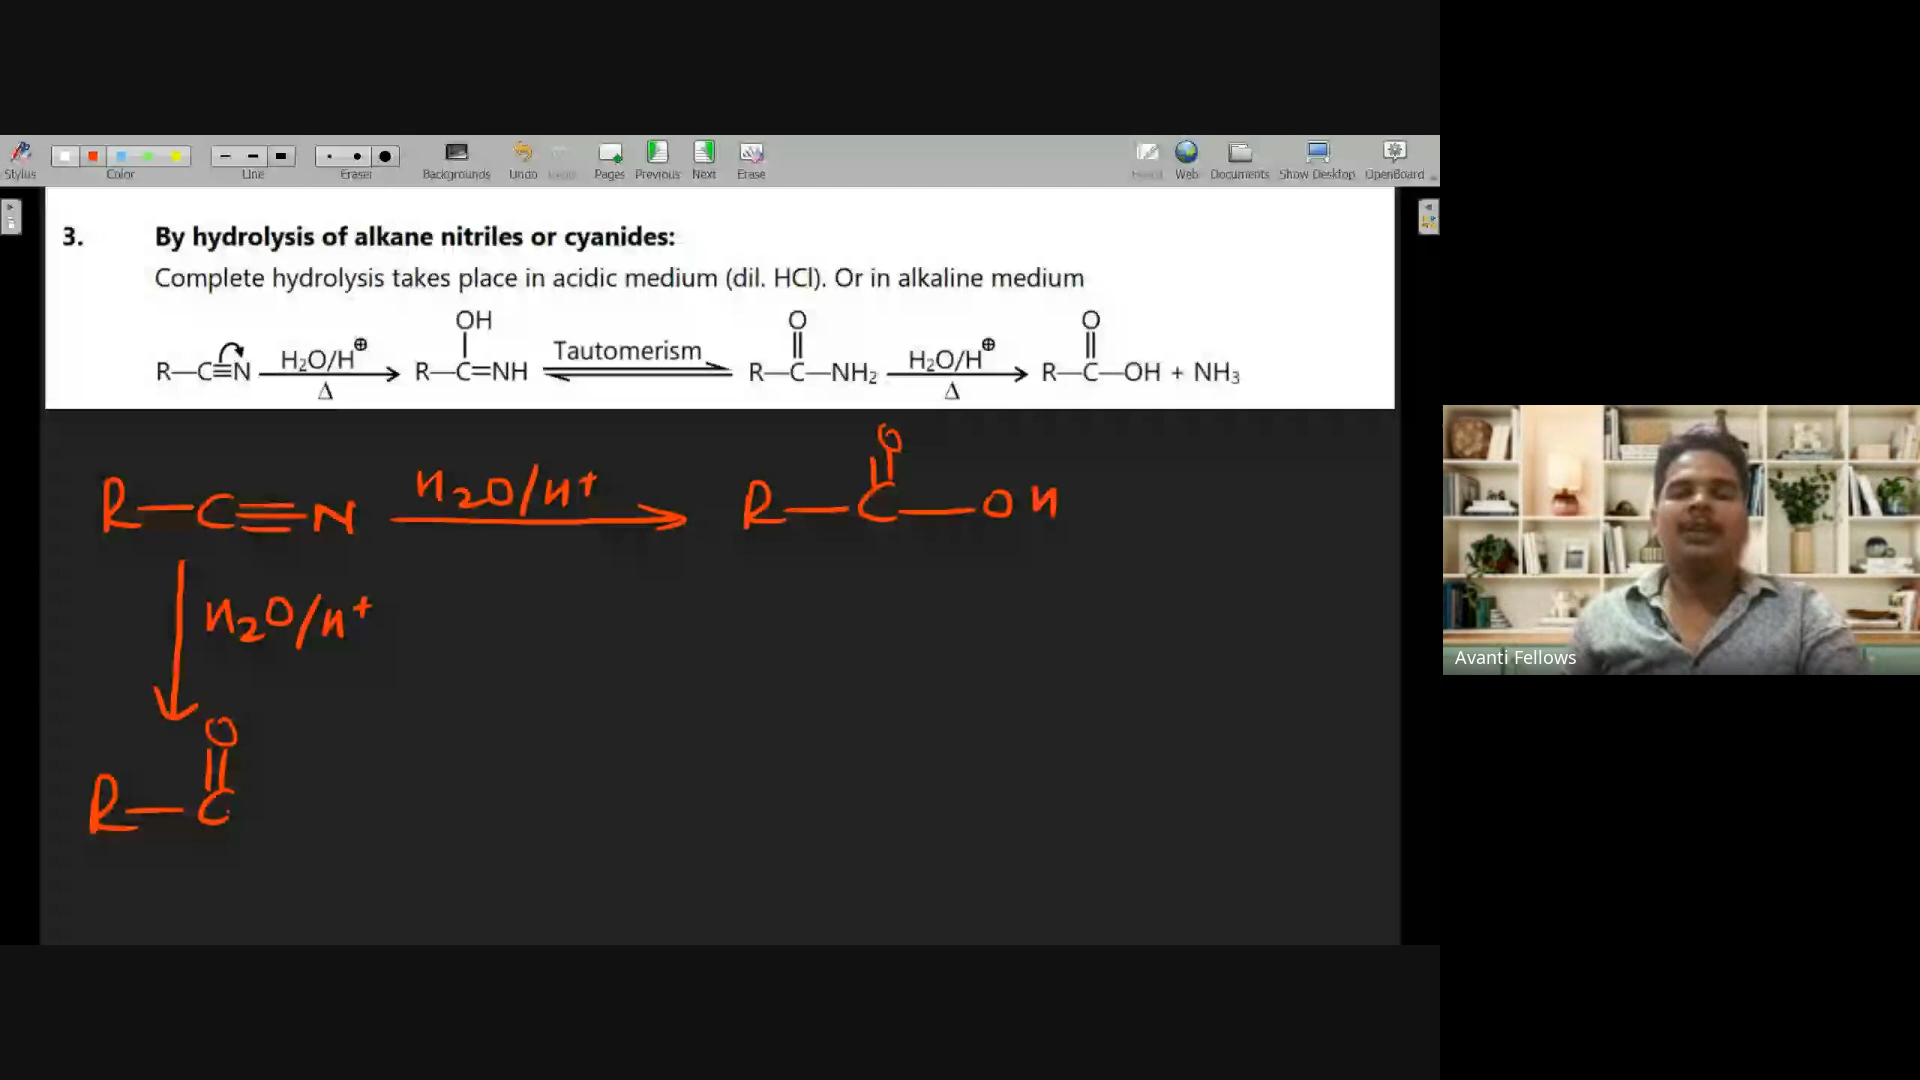 Stylus
Color
Line
Eraser
Backgrounds
Undo
Pages
Previous
Next
Erase
Web
Documents
Show Desktop
OpenBoard
3. By hydrolysis of alkane nitriles or cyanides:
Complete hydrolysis takes place in acidic medium (dil. HCl). Or in alkaline medium
OH O O
R—C≡N H₂O/H⊕ Δ R—C=NH Tautomerism R—C—NH₂ H₂O/H⊕ Δ R—C—OH + NH₃
O
R—C≡N H₂O/H⁺ R—C—OH
H₂O/H⁺
O
R—C
Avanti Fellows